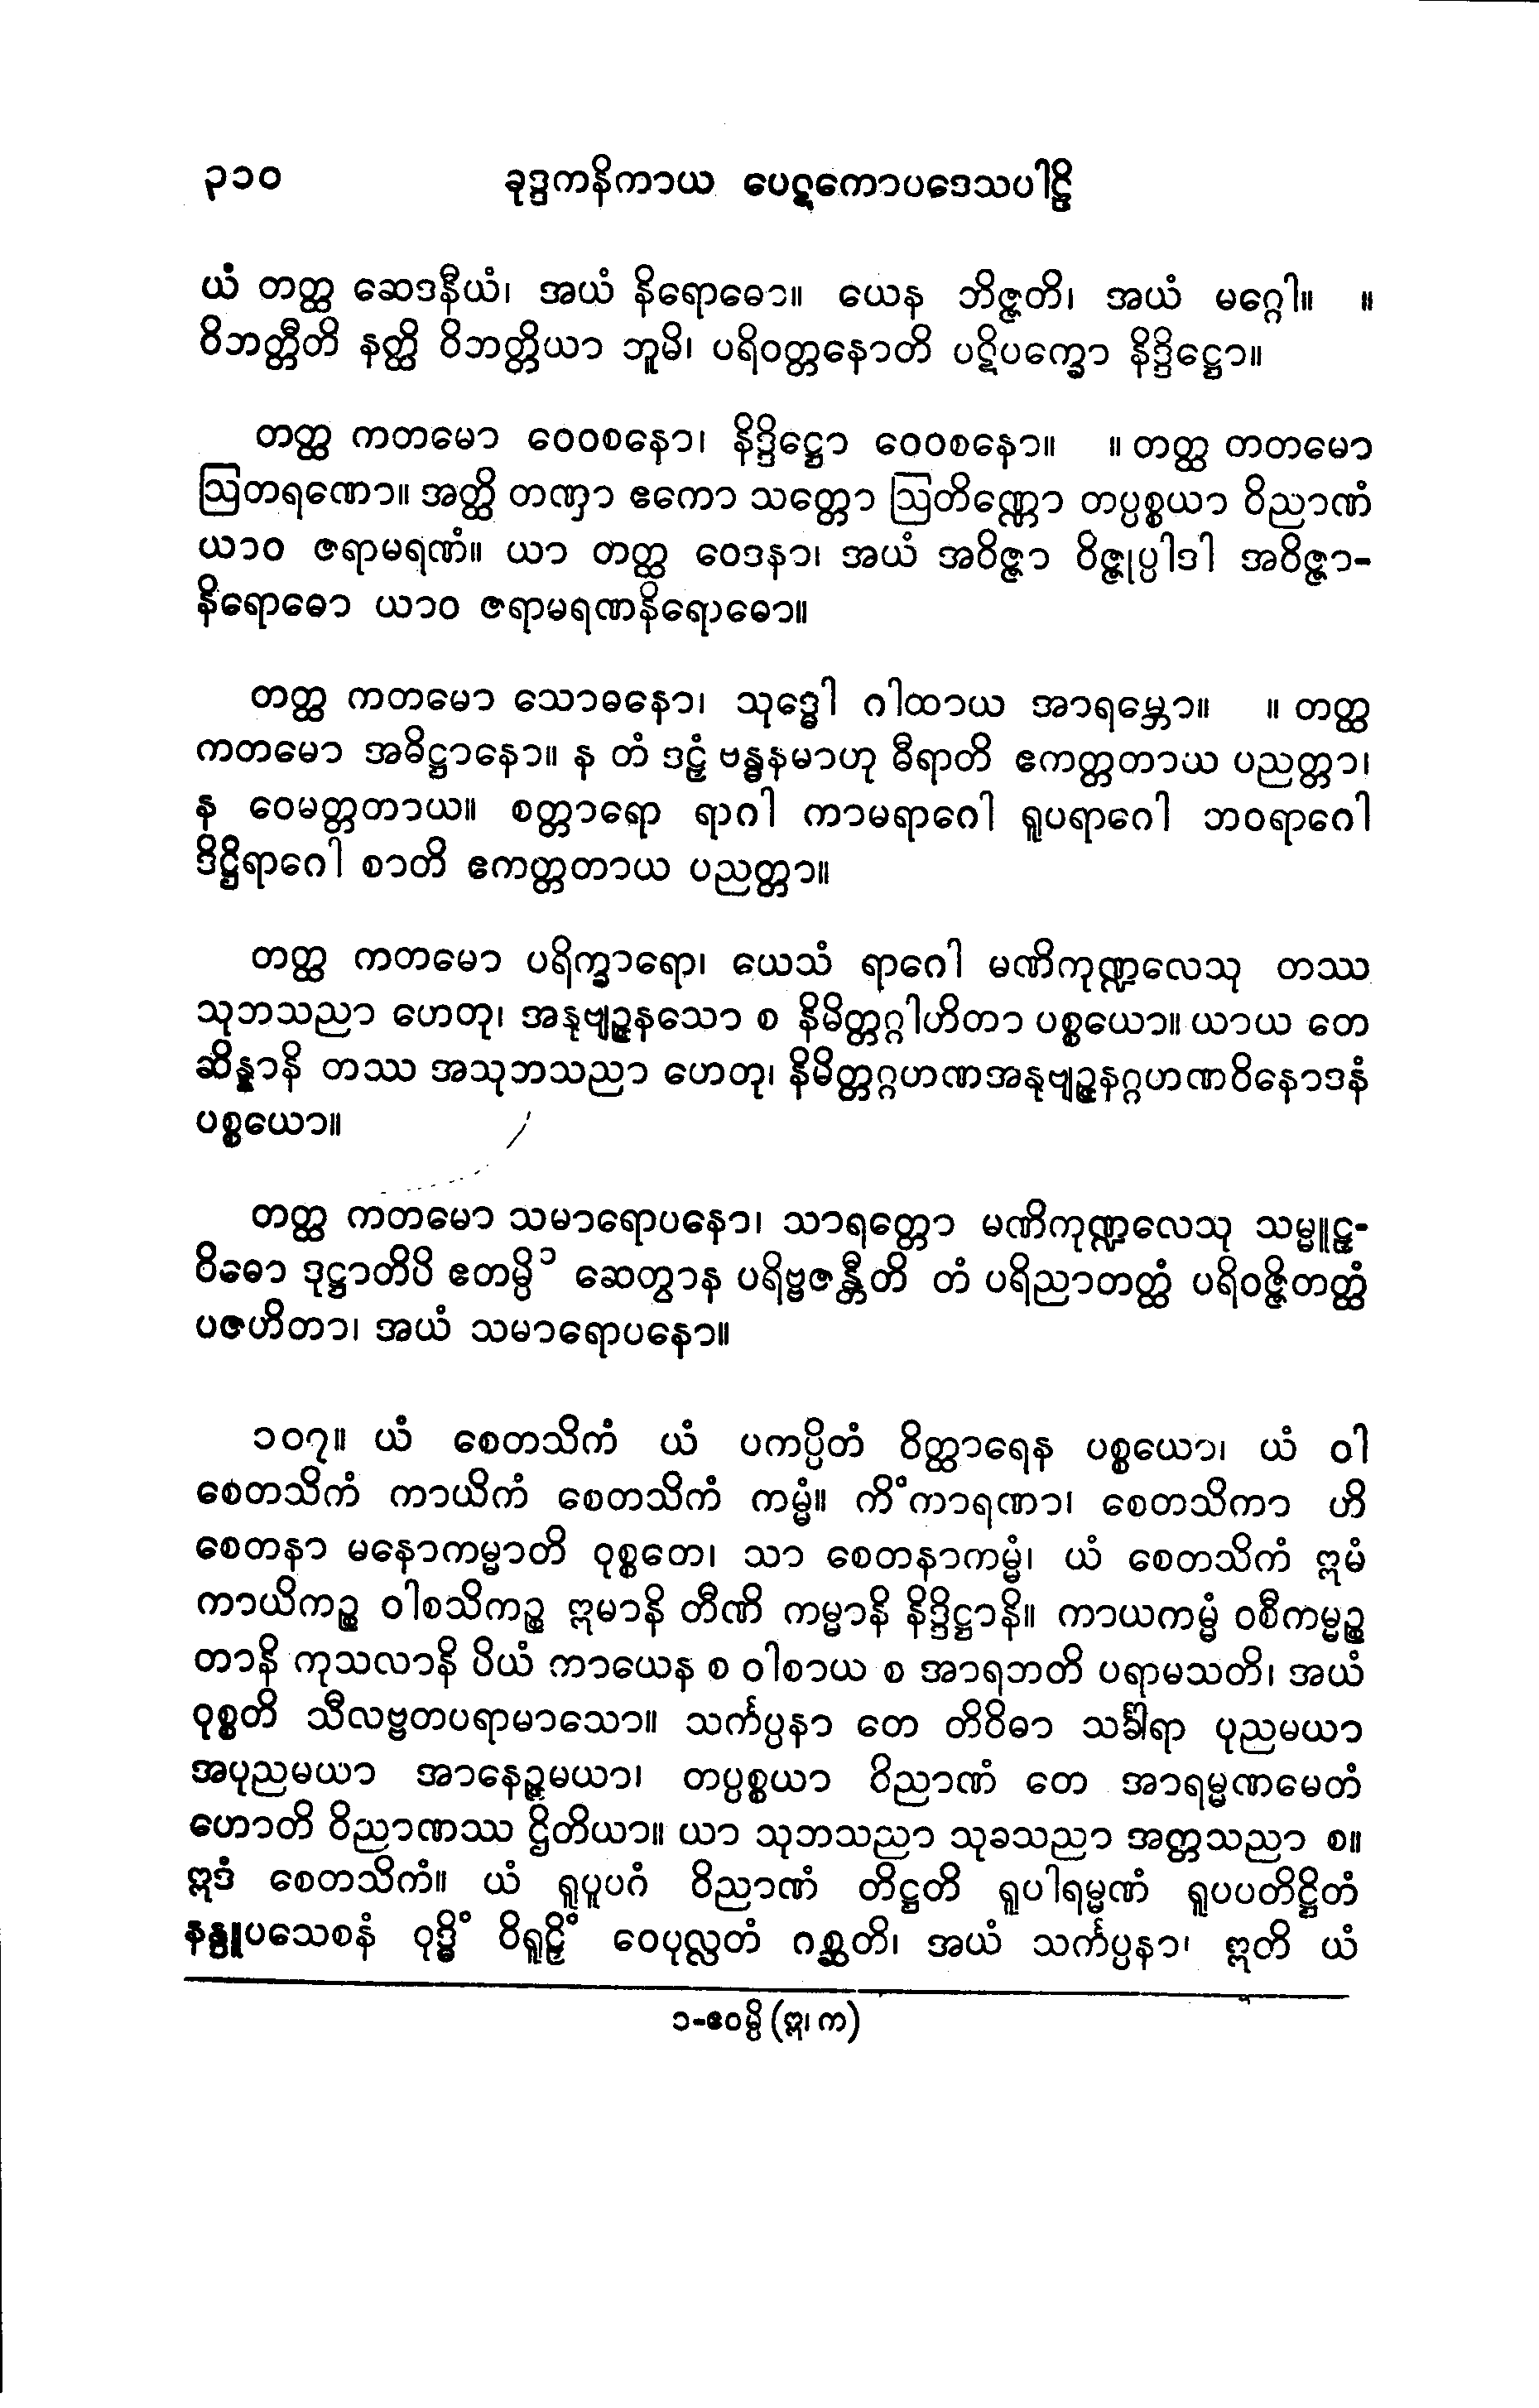 ၃၁၀ ခုဒ္ဒကနိကာယ ပေဋကောပဒေသပါဠိ
ယံ တတ္ထ ဆေဒနီယံ၊ အယံ နိရောဓော။ ယေန ဘိဇ္ဇတိ၊ အယံ မဂ္ဂေါ။ ။
ဝိဘတ္တီတိ နတ္ထိ ဝိဘတ္တိယာ ဘူမိ၊ ပရိဝတ္တနောတိ ပဋိပက္ခော နိဒ္ဒိဋ္ဌော။
တတ္ထ ကတမော ဝေဝစနော၊ နိဒ္ဒိဋ္ဌော ဝေဝစနော။ ။ တတ္ထ ကတမော
ဩတရဏော။ အတ္ထိ တဏှာ ဧကော သတ္တော ဩတိဏ္ဏော တပ္ပစ္စယာ ဝိညာဏံ
ယာဝ ဇရာမရဏံ။ ယာ တတ္ထ ဝေဒနာ၊ အယံ အဝိဇ္ဇာ ဝိဇ္ဇုပ္ပါဒါ အဝိဇ္ဇာ-
နိရောဓော ယာဝ ဇရာမရဏနိရောဓော။
တတ္ထ ကတမော သောဓနော၊ သုဒ္ဓေါ ဂါထာယ အာရမ္ဘော။ ။ တတ္ထ
ကတမော အဓိဋ္ဌာနော။ န တံ ဒဠှံ ဗန္ဓနမာဟု ဓီရာတိ ဧကတ္တတာယ ပညတ္တာ၊
န ဝေမတ္တတာယ။ စတ္တာရော ရာဂါ ကာမရာဂေါ ရူပရာဂေါ ဘဝရာဂေါ
ဒိဋ္ဌိရာဂေါ စာတိ ဧကတ္တတာယ ပညတ္တာ။
တတ္ထ ကတမော ပရိက္ခာရော၊ ယေသံ ရာဂေါ မဏိကုဏ္ဍလေသု တဿ
သုဘသညာ ဟေတု၊ အနုဗျဉ္ဇနသော စ နိမိတ္တဂ္ဂါဟိတာ ပစ္စယော။ ယာယ တေ
ဆိန္နာနိ တဿ အသုဘသညာ ဟေတု၊ နိမိတ္တဂ္ဂဟဏအနုဗျဉ္ဇနဂ္ဂဟဏဝိနောဒနံ
ပစ္စယော။
တတ္ထ ကတမော သမာရောပနော၊ သာရတ္တော မဏိကုဏ္ဍလေသု သမ္မူဠှ-
ဝိဓော ဒုဋ္ဌာတိပိ ဧတမ္ပိ ၁ ဆေတွာန ပရိဗ္ဗဇန္တီတိ တံ ပရိညာတတ္ထံ ပရိဝဇ္ဇိတတ္ထံ
ပဇဟိတာ၊ အယံ သမာရောပနော။
၁၀၇။ ယံ စေတသိကံ ယံ ပကပ္ပိတံ ဝိတ္ထာရေန ပစ္စယော၊ ယံ ဝါ
စေတသိကံ ကာယိကံ စေတသိကံ ကမ္မံ။ ကိံကာရဏာ၊ စေတသိကာ ဟိ
စေတနာ မနောကမ္မာတိ ဝုစ္စတေ၊ သာ စေတနာကမ္မံ၊ ယံ စေတသိကံ ဣမံ
ကာယိကဉ္စ ဝါစသိကဉ္စ ဣမာနိ တီဏိ ကမ္မာနိ နိဒ္ဒိဋ္ဌာနိ။ ကာယကမ္မံ ဝစီကမ္မဉ္စ
တာနိ ကုသလာနိ ပိယံ ကာယေန စ ဝါစာယ စ အာရဘတိ ပရာမသတိ၊ အယံ
ဝုစ္စတိ သီလဗ္ဗတပရာမာသော။ သင်္ကပ္ပနာ တေ တိဝိဓာ သင်္ခါရာ ပုညမယာ
အပုညမယာ အာနေဉ္ဇမယာ၊ တပ္ပစ္စယာ ဝိညာဏံ တေ အာရမ္မဏမေတံ
ဟောတိ ဝိညာဏဿ ဌိတိယာ။ ယာ သုဘသညာ သုခသညာ အတ္တသညာ စ။
ဣဒံ စေတသိကံ။ ယံ ရူပူပဂံ ဝိညာဏံ တိဋ္ဌတိ ရူပါရမ္မဏံ ရူပပတိဋ္ဌိတံ
နန္ဒူပသေစနံ ဝုဒ္ဓိံ ဝိရူဠှိံ ဝေပုလ္လတံ ဂစ္ဆတိ၊ အယံ သင်္ကပ္ပနာ၊ ဣတိ ယံ
၁-ဧဝမ္ပိ (ဣ၊ က)